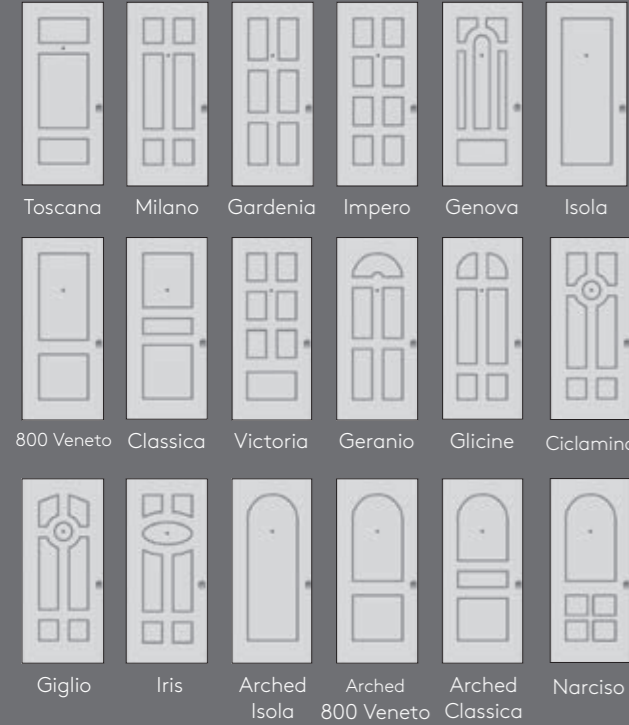 Toscana Milano Gardenia Impero Genova Isola
800 Veneto Classica Victoria Geranio Glicine Ciclamino
Giglio Iris Arched Isola Arched 800 Veneto Arched Classica Narciso